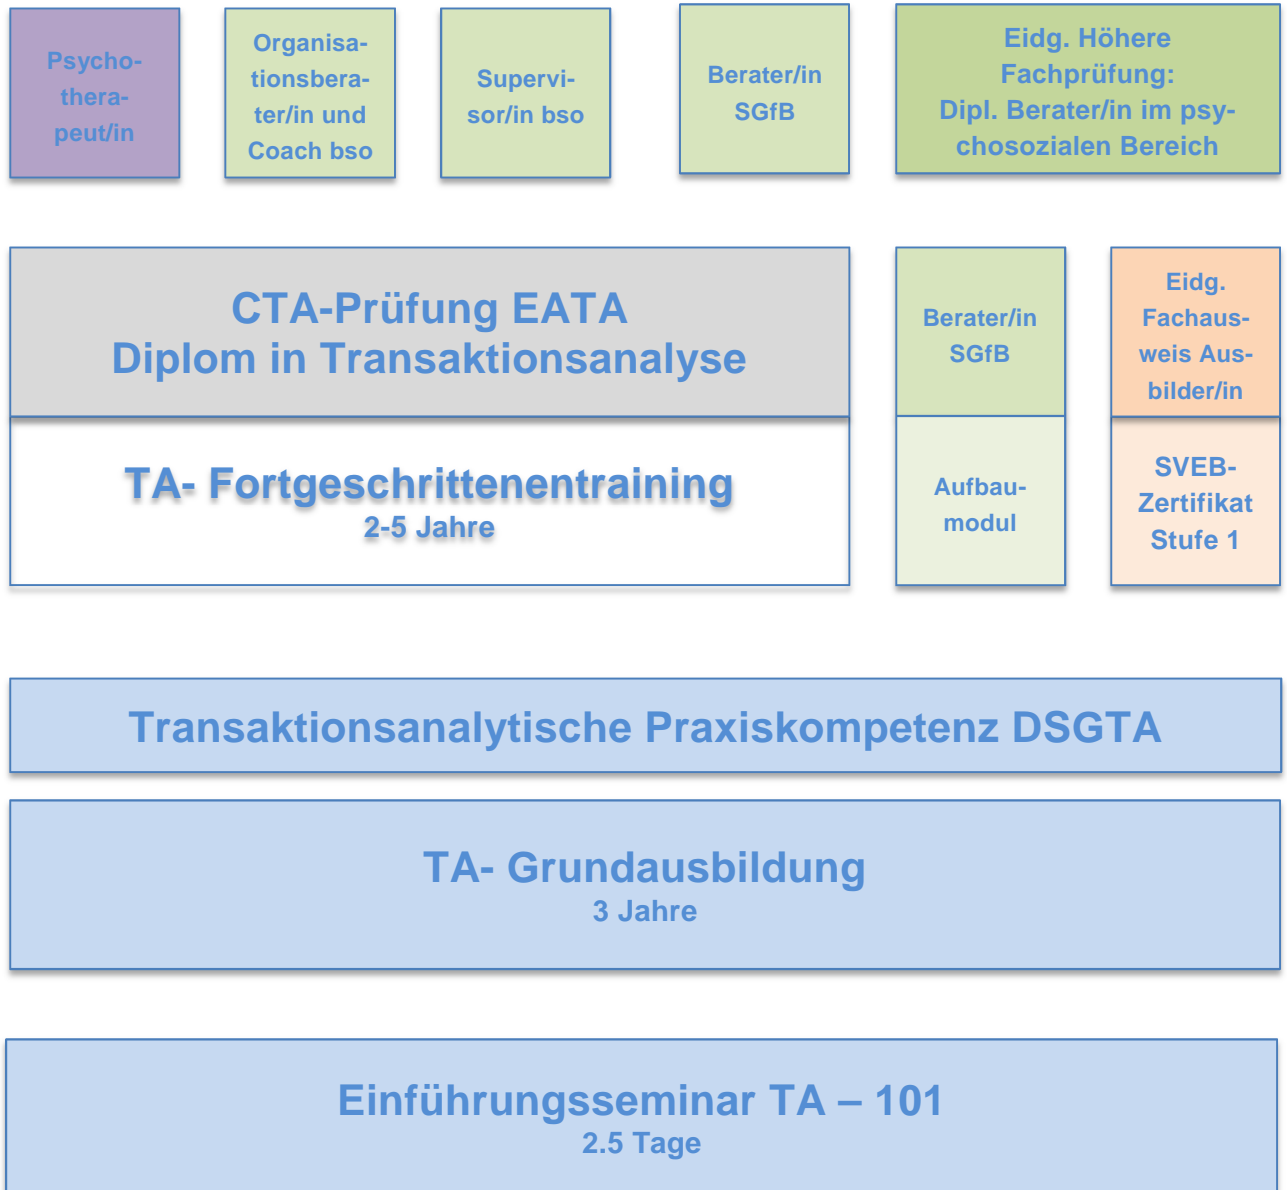 Psycho-
thera-
peut/in
Organisa-
tionsbera-
ter/in und
Coach bso
Supervi-
sor/in bso
Berater/in
SGfB
Eidg. Höhere
Fachprüfung:
Dipl. Berater/in im psy-
chosozialen Bereich
CTA-Prüfung EATA
Diplom in Transaktionsanalyse
Berater/in
SGfB
Eidg.
Fachaus-
weis Aus-
bilder/in
TA- Fortgeschrittenentraining
2-5 Jahre
Aufbau-
modul
SVEB-
Zertifikat
Stufe 1
Transaktionsanalytische Praxiskompetenz DSGTA
TA- Grundausbildung
3 Jahre
Einführungsseminar TA – 101
2.5 Tage